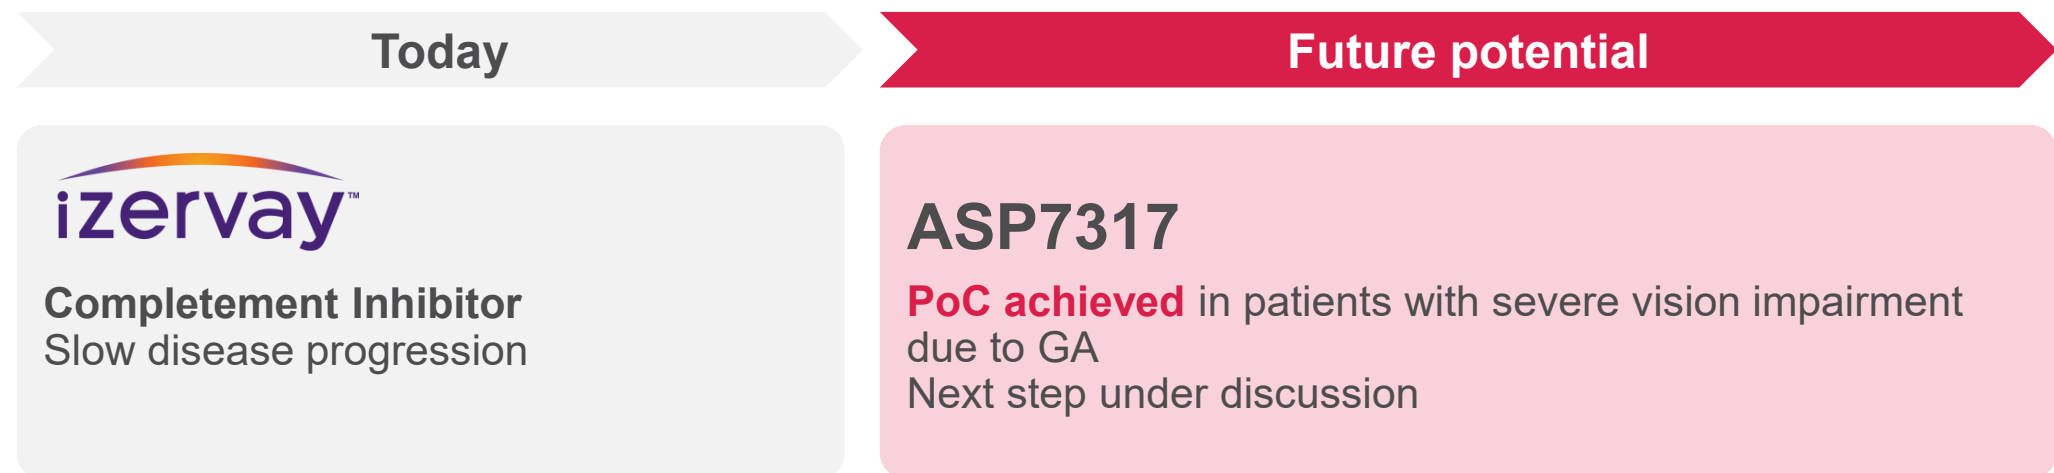 Today
Future potential
izervay™
Completement Inhibitor
Slow disease progression
ASP7317
PoC achieved in patients with severe vision impairment
due to GA
Next step under discussion